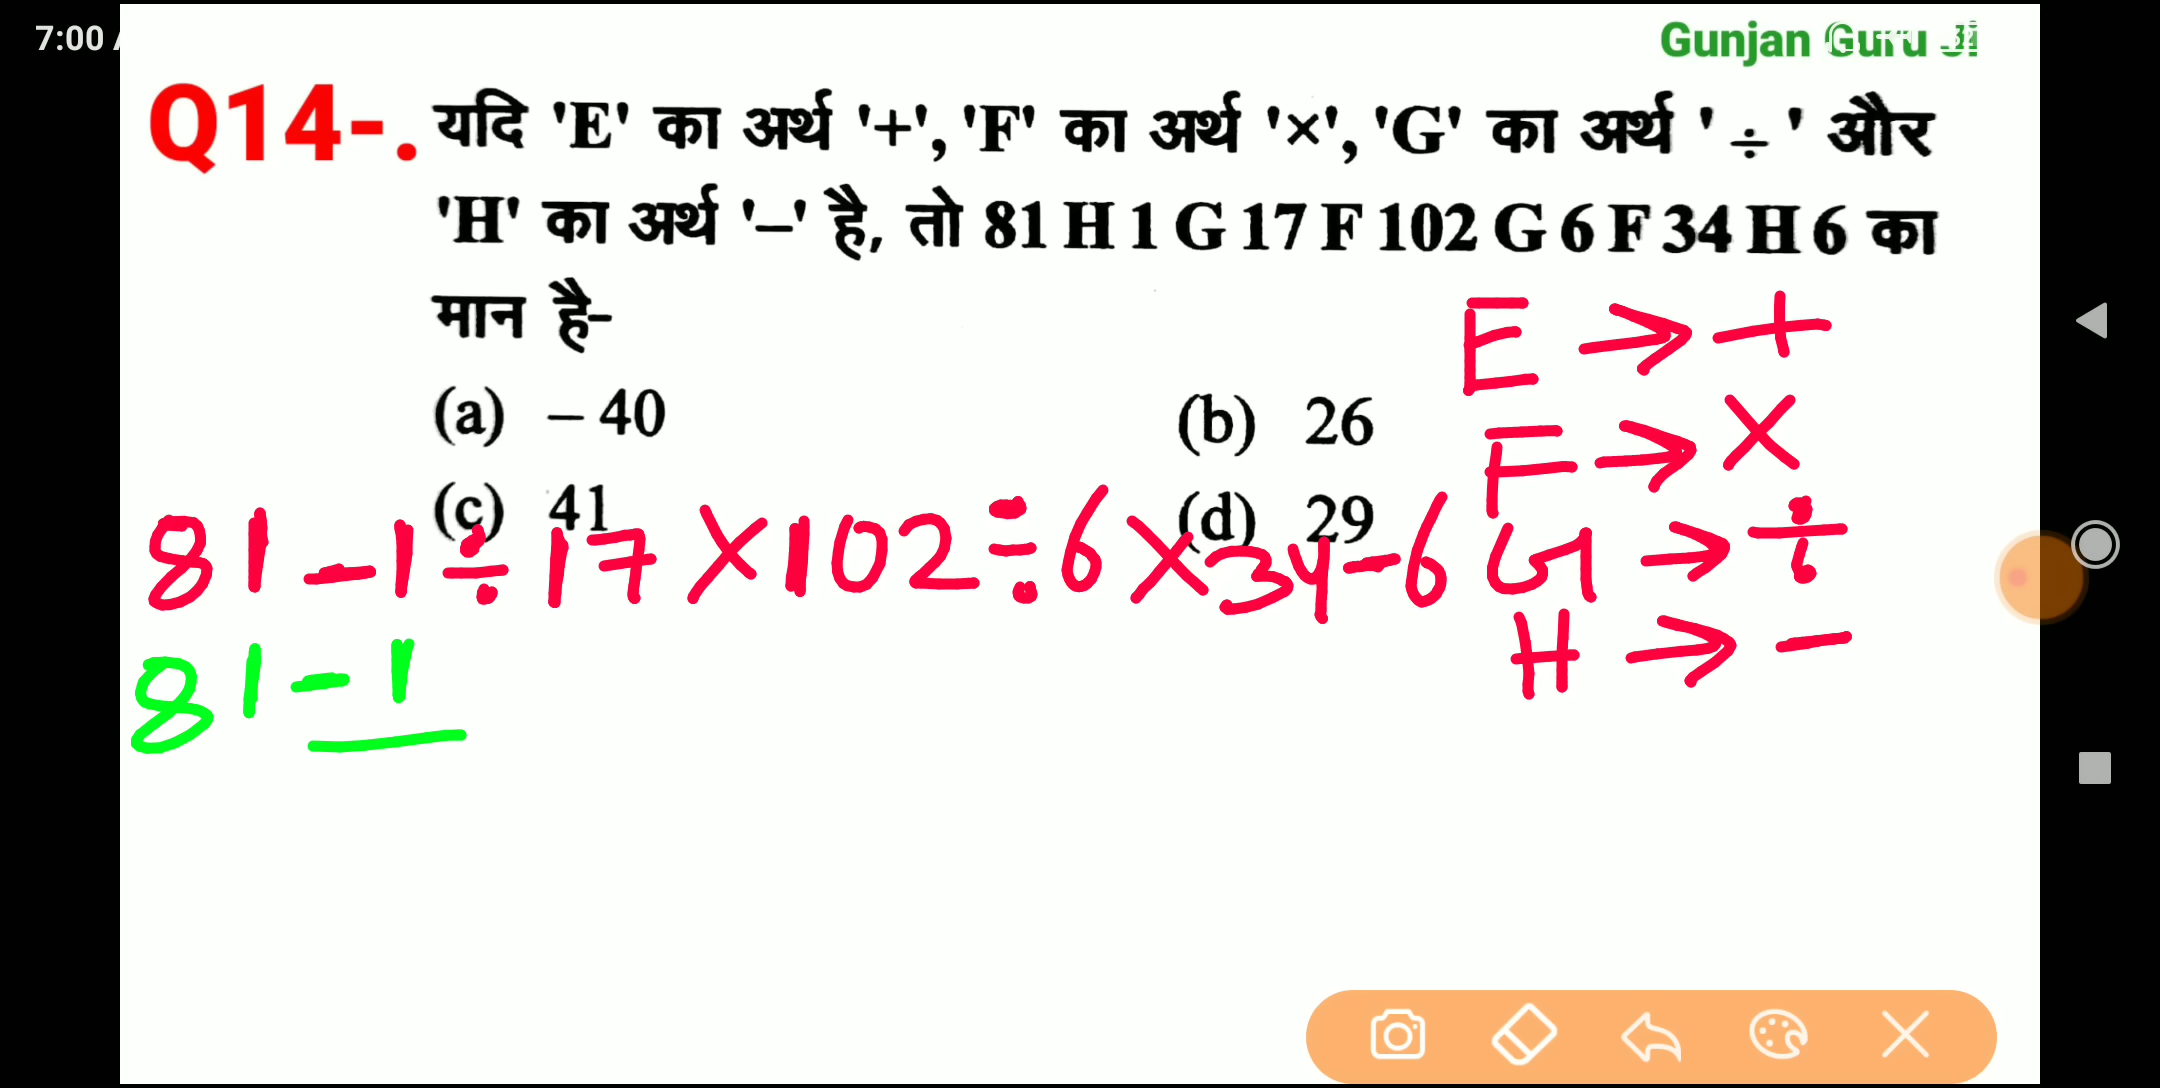 7:00
Gunjan Guru Ji
Q14-. यदि 'E' का अर्थ '+', 'F' का अर्थ '×', 'G' का अर्थ '÷' और
'H' का अर्थ '–' है, तो 81 H 1 G 17 F 102 G 6 F 34 H 6 का
मान है-
(a) – 40
(b) 26
(c) 41
(d) 29
E → +
F → ×
G → ÷
H → –
81 – 1 ÷ 17 × 102 ÷ 6 × 34 – 6
81 – 1